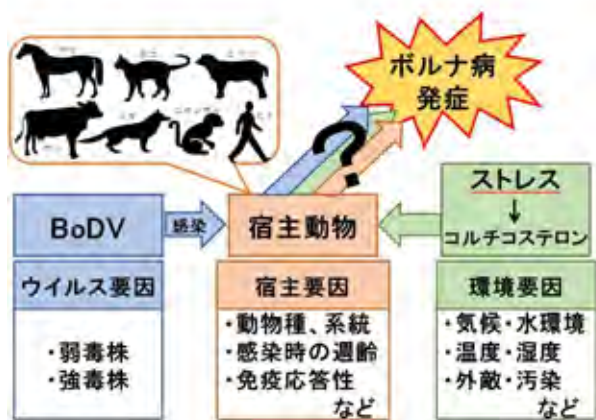 ボルナ病
発症
?
BoDV
感染
宿主動物
ストレス
↓
コルチコステロン
ウイルス要因
・弱毒株
・強毒株
宿主要因
・動物種、系統
・感染時の週齢
・免疫応答性
など
環境要因
・気候・水環境
・温度・湿度
・外敵・汚染
など